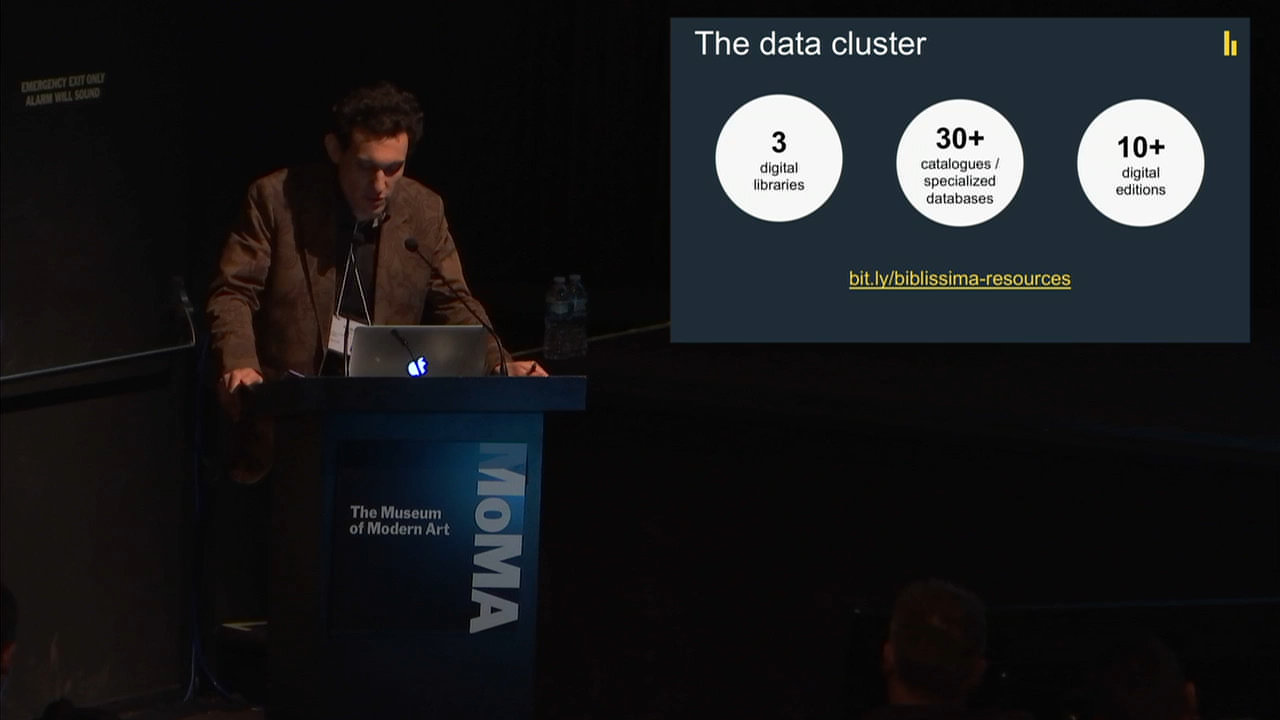 EMERGENCY EXIT ONLY
ALARM WILL SOUND
The data cluster
3
digital
libraries
30+
catalogues /
specialized
databases
10+
digital
editions
bit.ly/biblissima-resources
The Museum
of Modern Art
MoMA